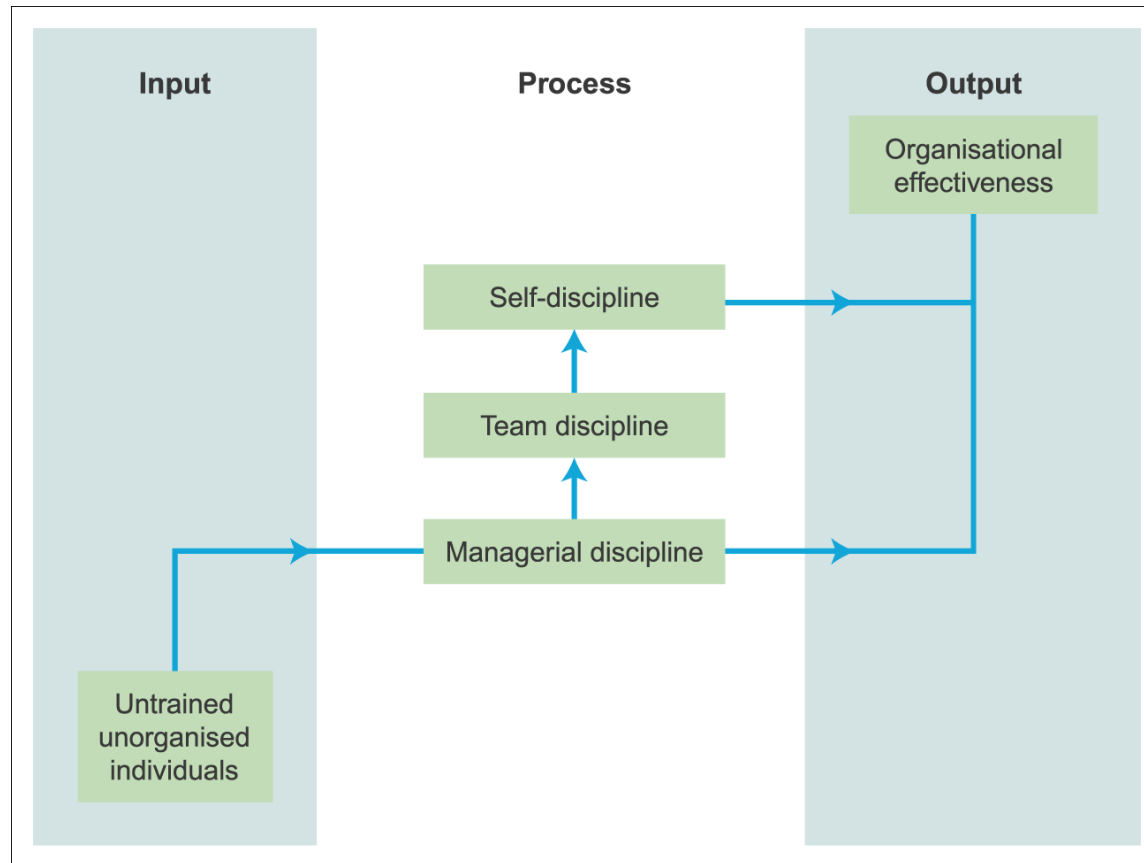 Input
Process
Output
Organisational
effectiveness
Self-discipline
Team discipline
Managerial discipline
Untrained
unorganised
individuals